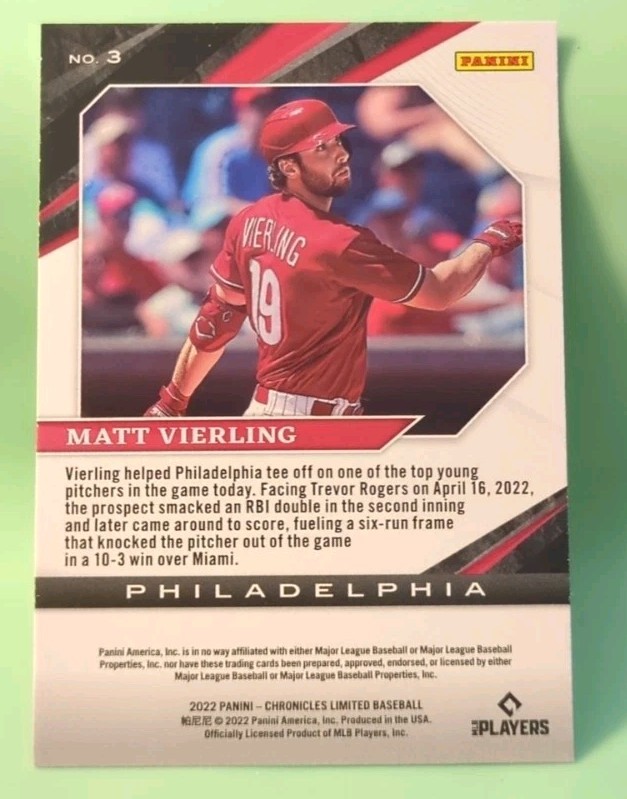 NO. 3
PANINI
VIERLING
19
MATT VIERLING
Vierling helped Philadelphia tee off on one of the top young
pitchers in the game today. Facing Trevor Rogers on April 16, 2022,
the prospect smacked an RBI double in the second inning
and later came around to score, fueling a six-run frame
that knocked the pitcher out of the game
in a 10-3 win over Miami.
PHILADELPHIA
Panini America, Inc. is in no way affiliated with either Major League Baseball or Major League Baseball
Properties, Inc. nor have these trading cards been prepared, approved, endorsed, or licensed by either
Major League Baseball or Major League Baseball Properties, Inc.
2022 PANINI – CHRONICLES LIMITED BASEBALL
帕尼尼 © 2022 Panini America, Inc. Produced in the USA.
Officially Licensed Product of MLB Players, Inc.
MLB PLAYERS